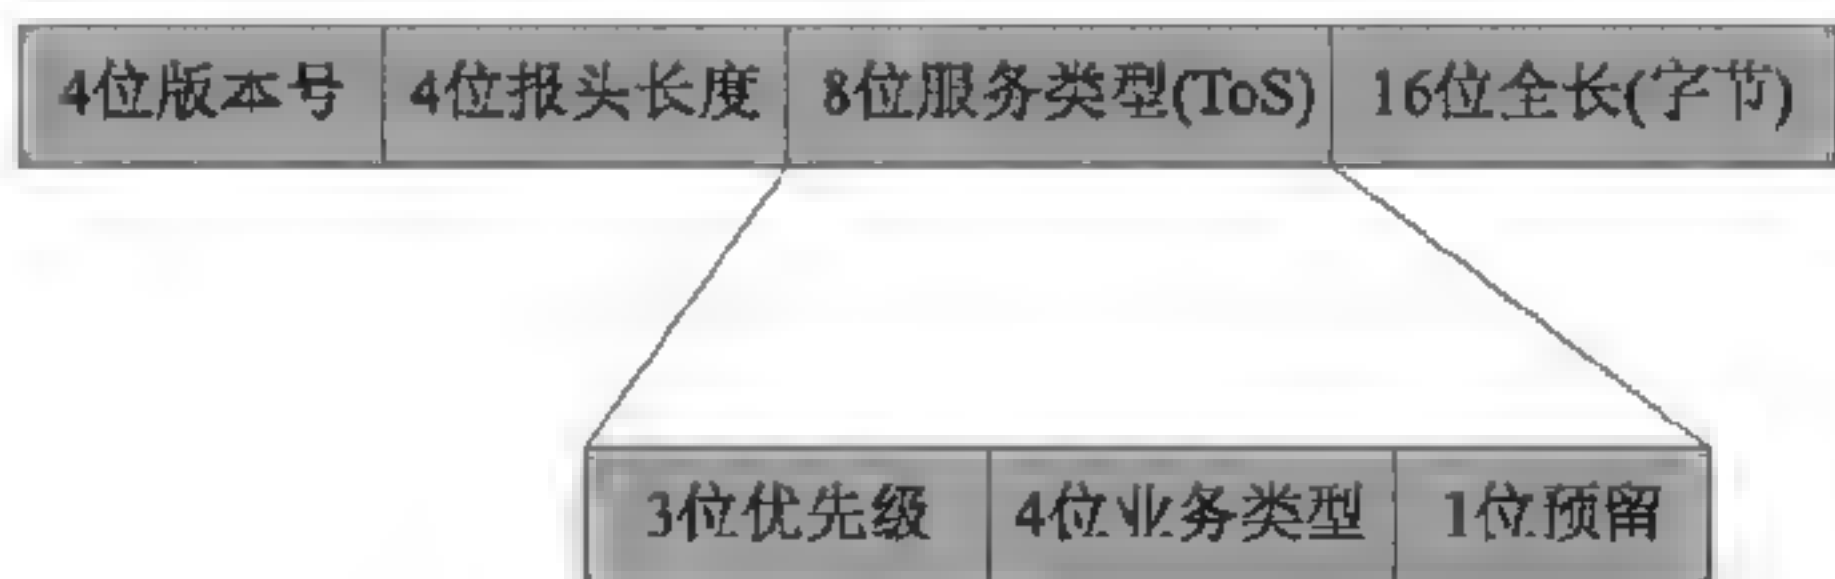 4位版本号 4位报头长度 8位服务类型(ToS) 16位全长(字节)
3位优先级 4位业务类型 1位预留